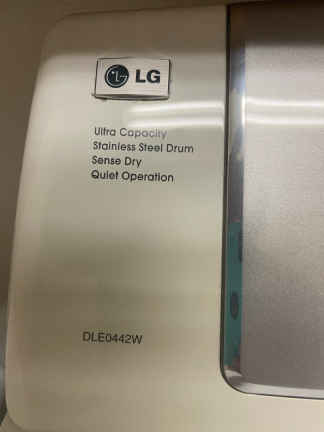 LG
Ultra Capacity
Stainless Steel Drum
Sense Dry
Quiet Operation
DLE0442W